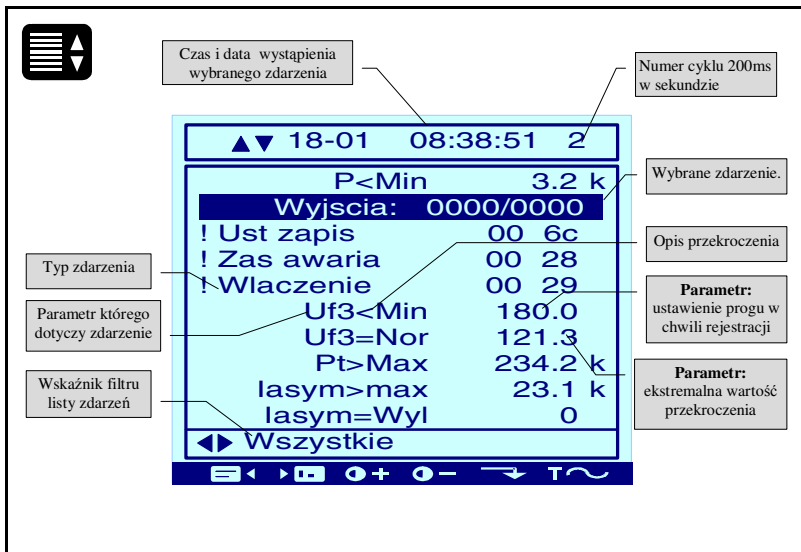 Czas i data wystąpienia
wybranego zdarzenia
Numer cyklu 200ms
w sekundzie
▲▼ 18-01 08:38:51 2
P<Min 3.2 k
Wyjscia: 0000/0000
! Ust zapis 00 6c
! Zas awaria 00 28
! Wlaczenie 00 29
Uf3<Min 180.0
Uf3=Nor 121.3
Pt>Max 234.2 k
Iasym>max 23.1 k
Iasym=Wyl 0
◀▶ Wszystkie
T
Typ zdarzenia
Parametr którego
dotyczy zdarzenie
Wskaźnik filtru
listy zdarzeń
Wybrane zdarzenie.
Opis przekroczenia
Parametr:
ustawienie progu w
chwili rejestracji
Parametr:
ekstremalna wartość
przekroczenia